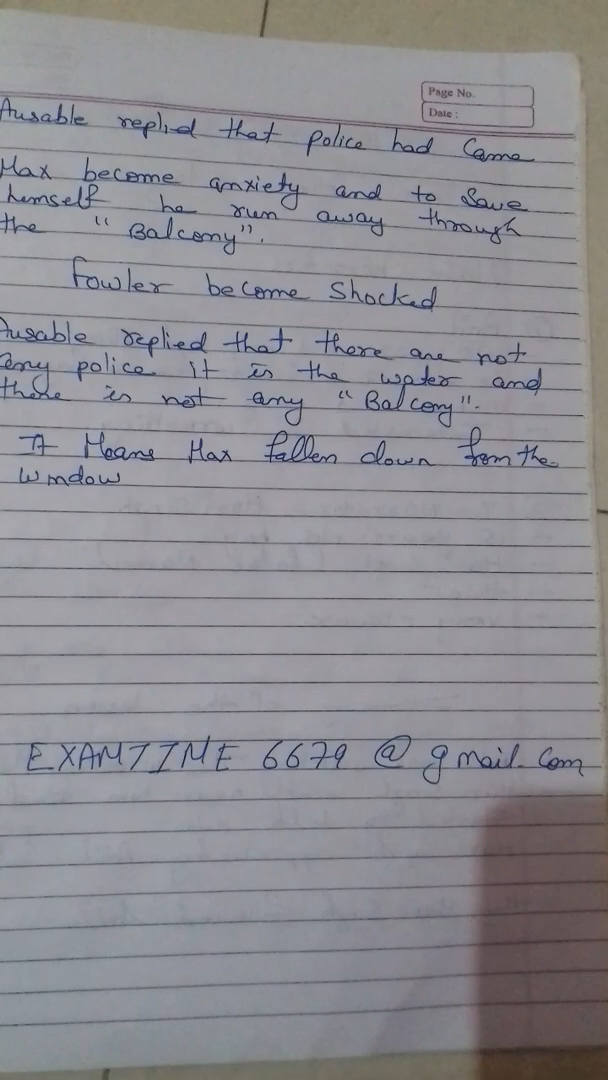 Page No.
Date :
Ausable replied that police had Came
Max become anxiety and to Save
hemself he run away through
the " Balcony".
Fowler become Shocked
Ausable replied that there are not
any police it is the water and
there is not any " Balcony".
It Means Max fallen down from the
window
EXAMTIME 6679 @ gmail. Com